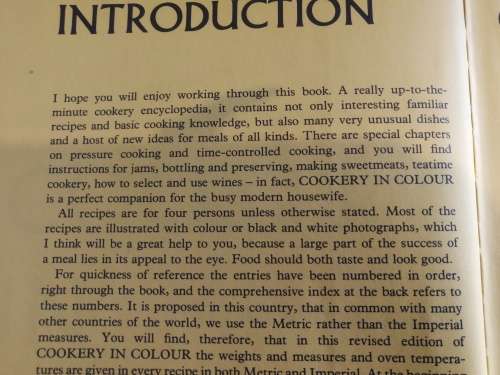 INTRODUCTION
I hope you will enjoy working through this book. A really up-to-the-
minute cookery encyclopedia, it contains not only interesting familiar
recipes and basic cooking knowledge, but also many very unusual dishes
and a host of new ideas for meals of all kinds. There are special chapters
on pressure cooking and time-controlled cooking, and you will find
instructions for jams, bottling and preserving, making sweetmeats, teatime
cookery, how to select and use wines – in fact, COOKERY IN COLOUR
is a perfect companion for the busy modern housewife.
All recipes are for four persons unless otherwise stated. Most of the
recipes are illustrated with colour or black and white photographs, which
I think will be a great help to you, because a large part of the success of
a meal lies in its appeal to the eye. Food should both taste and look good.
For quickness of reference the entries have been numbered in order,
right through the book, and the comprehensive index at the back refers to
these numbers. It is proposed in this country, that in common with many
other countries of the world, we use the Metric rather than the Imperial
measures. You will find, therefore, that in this revised edition of
COOKERY IN COLOUR the weights and measures and oven tempera-
tures are given in every recipe in both Metric and Imperial. At the beginning